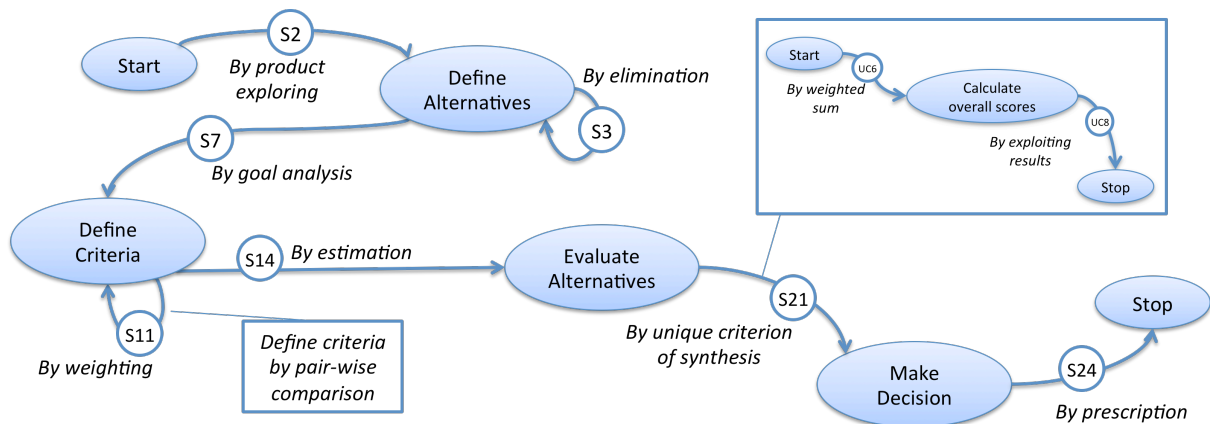 Start
S2
By product
exploring
Define
Alternatives
By elimination
S3
S7
By goal analysis
Define
Criteria
S11
By weighting
Define criteria
by pair-wise
comparison
S14
By estimation
Evaluate
Alternatives
S21
By unique criterion
of synthesis
Start
UC6
By weighted
sum
Calculate
overall scores
UC8
By exploiting
results
Stop
Make
Decision
S24
By prescription
Stop